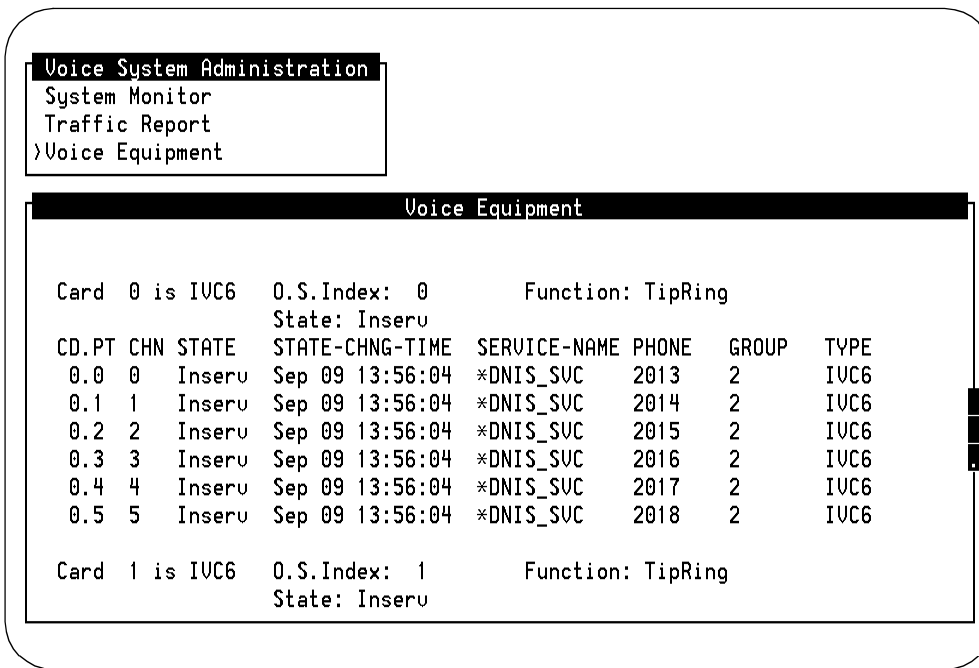 Voice System Administration
System Monitor
Traffic Report
>Voice Equipment
Voice Equipment
Card 0 is IVC6 O.S.Index: 0 Function: TipRing
State: Inserv
CD.PT CHN STATE STATE-CHNG-TIME SERVICE-NAME PHONE GROUP TYPE
0.0 0 Inserv Sep 09 13:56:04 *DNIS_SVC 2013 2 IVC6
0.1 1 Inserv Sep 09 13:56:04 *DNIS_SVC 2014 2 IVC6
0.2 2 Inserv Sep 09 13:56:04 *DNIS_SVC 2015 2 IVC6
0.3 3 Inserv Sep 09 13:56:04 *DNIS_SVC 2016 2 IVC6
0.4 4 Inserv Sep 09 13:56:04 *DNIS_SVC 2017 2 IVC6
0.5 5 Inserv Sep 09 13:56:04 *DNIS_SVC 2018 2 IVC6
Card 1 is IVC6 O.S.Index: 1 Function: TipRing
State: Inserv